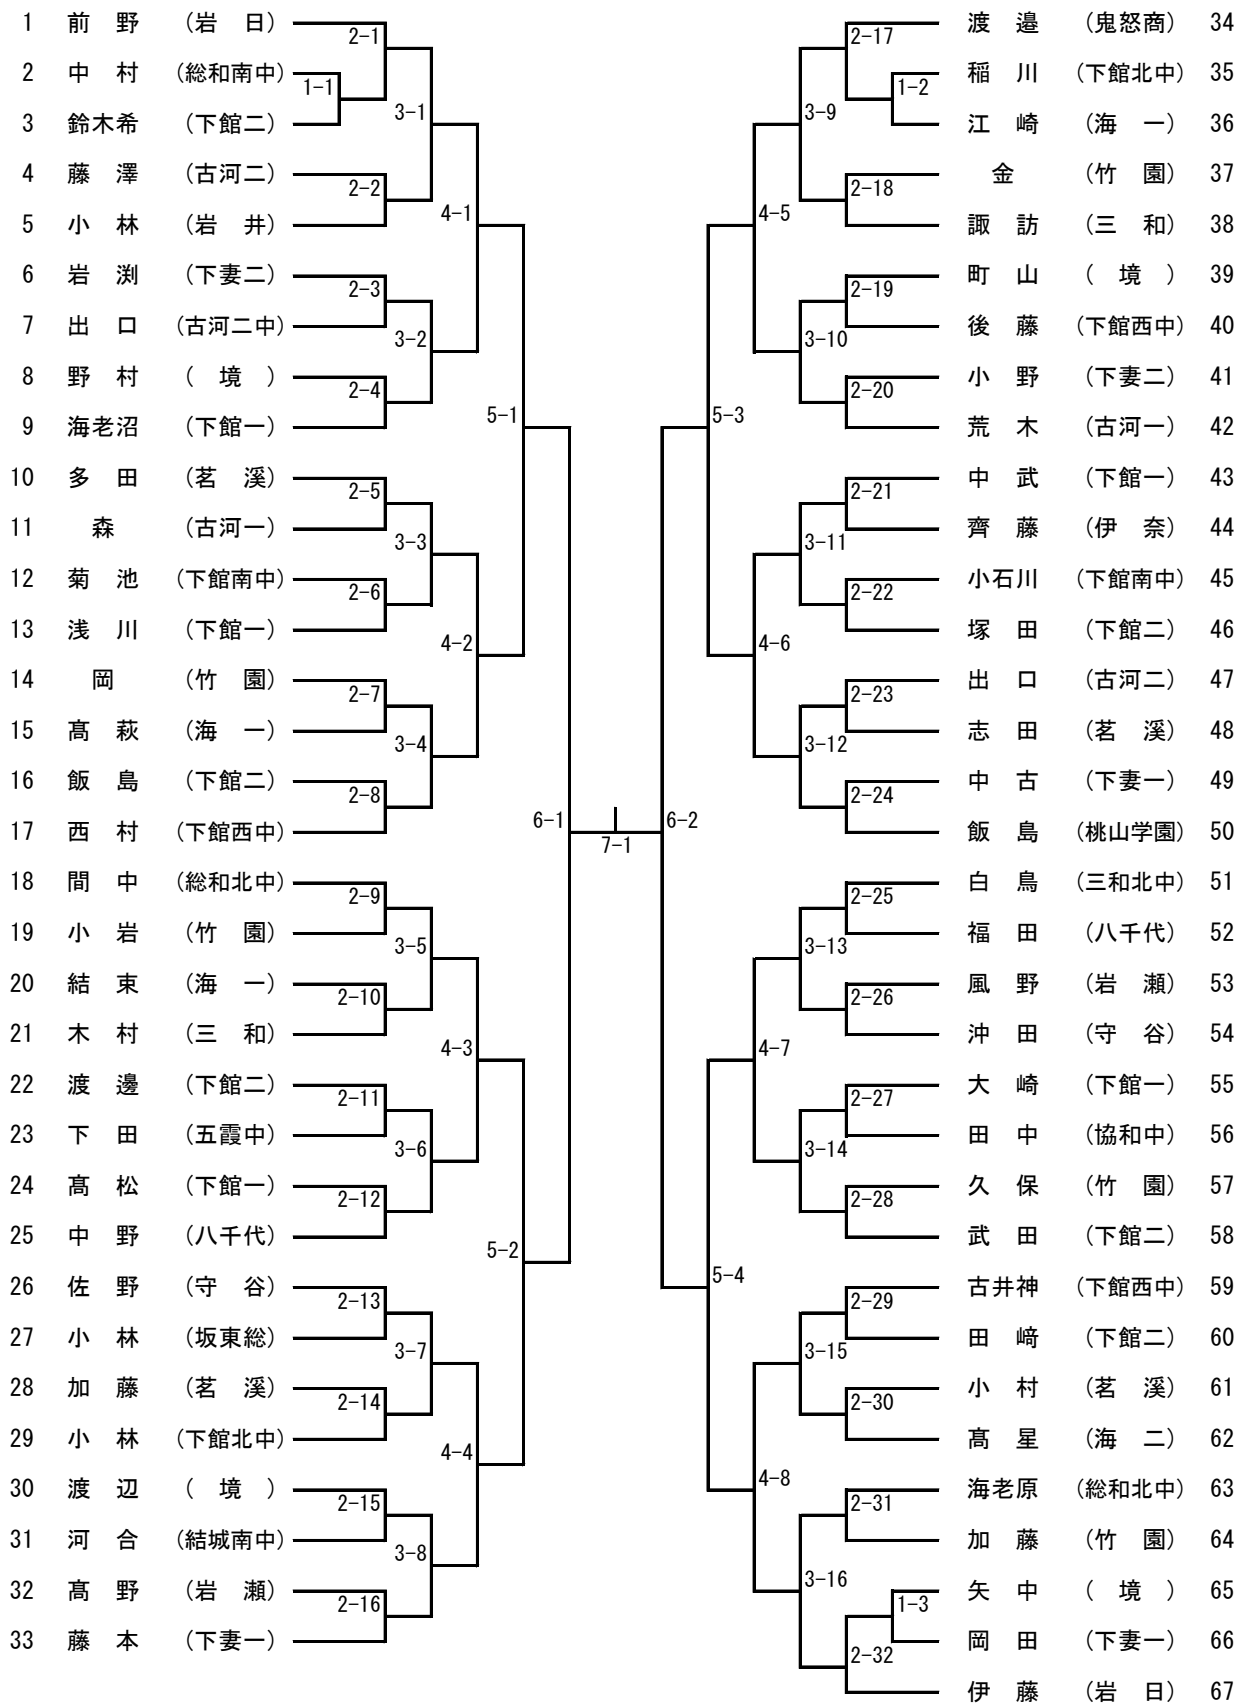 1 前野 (岩日)
2 中村 (総和南中)
3 鈴木希 (下館二)
4 藤澤 (古河二)
5 小林 (岩井)
6 岩渕 (下妻二)
7 出口 (古河二中)
8 野村 (境)
9 海老沼 (下館一)
10 多田 (茗溪)
11 森 (古河一)
12 菊池 (下館南中)
13 浅川 (下館一)
14 岡 (竹園)
15 髙萩 (海一)
16 飯島 (下館二)
17 西村 (下館西中)
18 間中 (総和北中)
19 小岩 (竹園)
20 結束 (海一)
21 木村 (三和)
22 渡邊 (下館二)
23 下田 (五霞中)
24 髙松 (下館一)
25 中野 (八千代)
26 佐野 (守谷)
27 小林 (坂東総)
28 加藤 (茗溪)
29 小林 (下館北中)
30 渡辺 (境)
31 河合 (結城南中)
32 髙野 (岩瀬)
33 藤本 (下妻一)
1-1
2-1
2-2
2-3
2-4
2-5
2-6
2-7
2-8
2-9
2-10
2-11
2-12
2-13
2-14
2-15
2-16
3-1
3-2
3-3
3-4
3-5
3-6
3-7
3-8
4-1
4-2
4-3
4-4
5-1
5-2
6-1
7-1
6-2
5-3
5-4
4-5
4-6
4-7
4-8
3-9
3-10
3-11
3-12
3-13
3-14
3-15
3-16
2-17
2-18
2-19
2-20
2-21
2-22
2-23
2-24
2-25
2-26
2-27
2-28
2-29
2-30
2-31
2-32
1-2
1-3
渡邉 (鬼怒商) 34
稲川 (下館北中) 35
江崎 (海一) 36
金 (竹園) 37
諏訪 (三和) 38
町山 (境) 39
後藤 (下館西中) 40
小野 (下妻二) 41
荒木 (古河一) 42
中武 (下館一) 43
齊藤 (伊奈) 44
小石川 (下館南中) 45
塚田 (下館二) 46
出口 (古河二) 47
志田 (茗溪) 48
中古 (下妻一) 49
飯島 (桃山学園) 50
白鳥 (三和北中) 51
福田 (八千代) 52
風野 (岩瀬) 53
沖田 (守谷) 54
大崎 (下館一) 55
田中 (協和中) 56
久保 (竹園) 57
武田 (下館二) 58
古井神 (下館西中) 59
田﨑 (下館二) 60
小村 (茗溪) 61
髙星 (海二) 62
海老原 (総和北中) 63
加藤 (竹園) 64
矢中 (境) 65
岡田 (下妻一) 66
伊藤 (岩日) 67